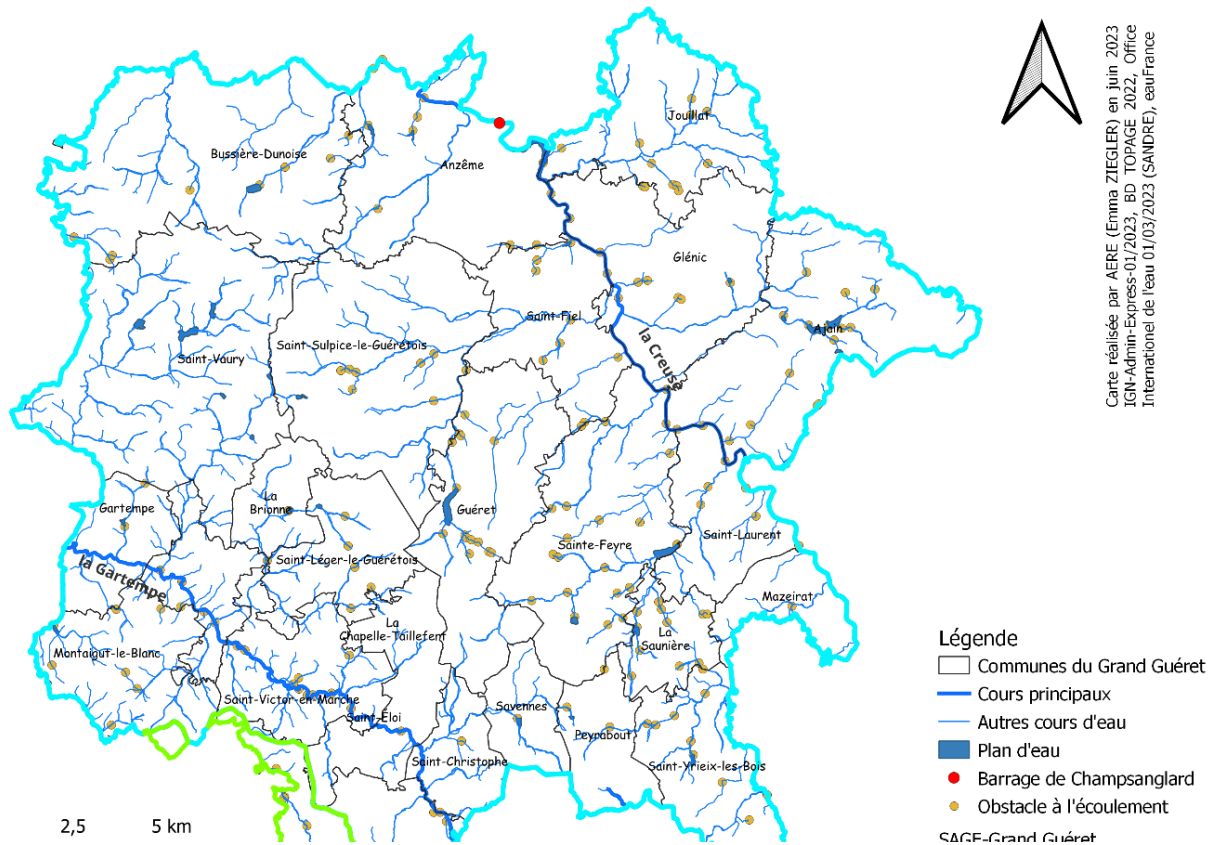 Carte réalisée par AERE (Emma ZIEGLER) en juin 2023
IGN-Admin-Express-01/2023, BD TOPAGE 2022, Office
Internationel de l'eau 01/03/2023 (SANDRE), eauFrance
Jouillat
Bussière-Dunoise
Anzême
Glénic
Saint-Fiel
Ajain
Saint-Sulpice-le-Guérétois
Saint-Vaury
la Creuse
Gartempe
La
Brionne
Guéret
Saint-Laurent
Sainte-Feyre
Saint-Léger-le-Guérétois
la Gartempe
Mazeirat
La
Chapelle-Taillefert
La
Saunière
Montaigut-le-Blanc
Saint-Victor-en-Marche
Savennes
Saint-Éloi
Peyrabout
Saint-Christophe
Saint-Yrieix-les-Bois
2,5 5 km
Légende
Communes du Grand Guéret
Cours principaux
Autres cours d'eau
Plan d'eau
Barrage de Champsanglard
Obstacle à l'écoulement
SAGE-Grand Guéret